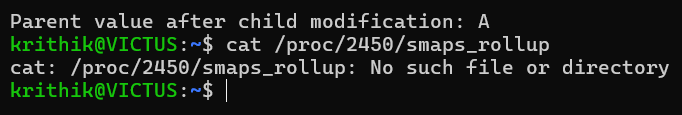 Parent value after child modification: A
krithik@VICTUS:~$ cat /proc/2450/smaps_rollup
cat: /proc/2450/smaps_rollup: No such file or directory
krithik@VICTUS:~$